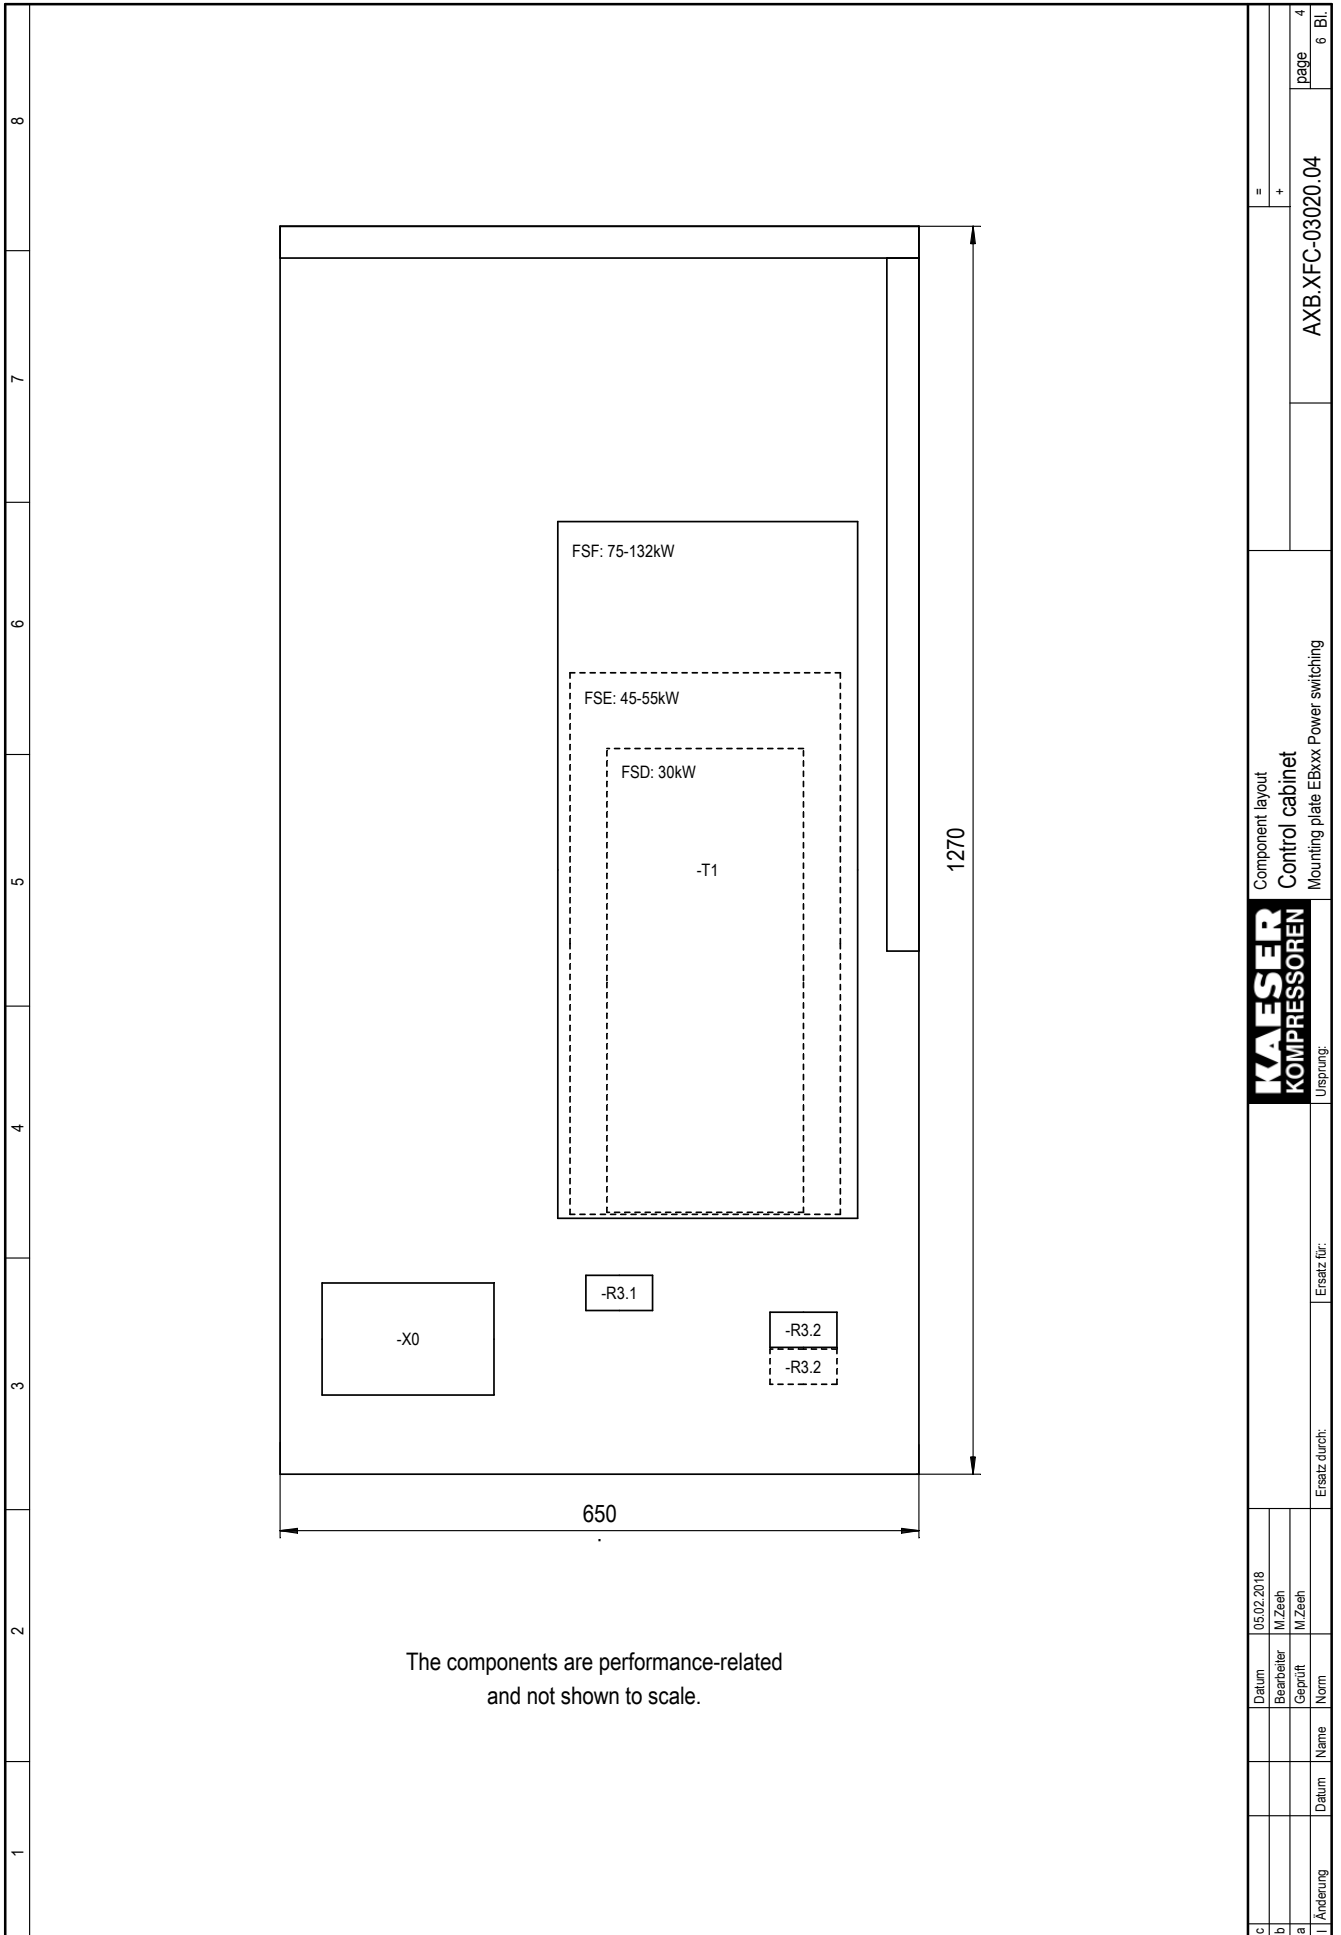 8
7
6
5
4
3
2
1
FSF: 75-132kW
FSE: 45-55kW
FSD: 30kW
-T1
1270
-R3.1
-X0
-R3.2
-R3.2
650
The components are performance-related
and not shown to scale.
c
b
a
Änderung
Datum
Name
Datum
05.02.2018
Bearbeiter
M.Zeeh
Geprüft
M.Zeeh
Norm
Ersatz durch:
Ersatz für:
Ursprung:
KAESER
KOMPRESSOREN
Component layout
Control cabinet
Mounting plate EBxxx Power switching
=
+
AXB.XFC-03020.04
page 4
6 Bl.